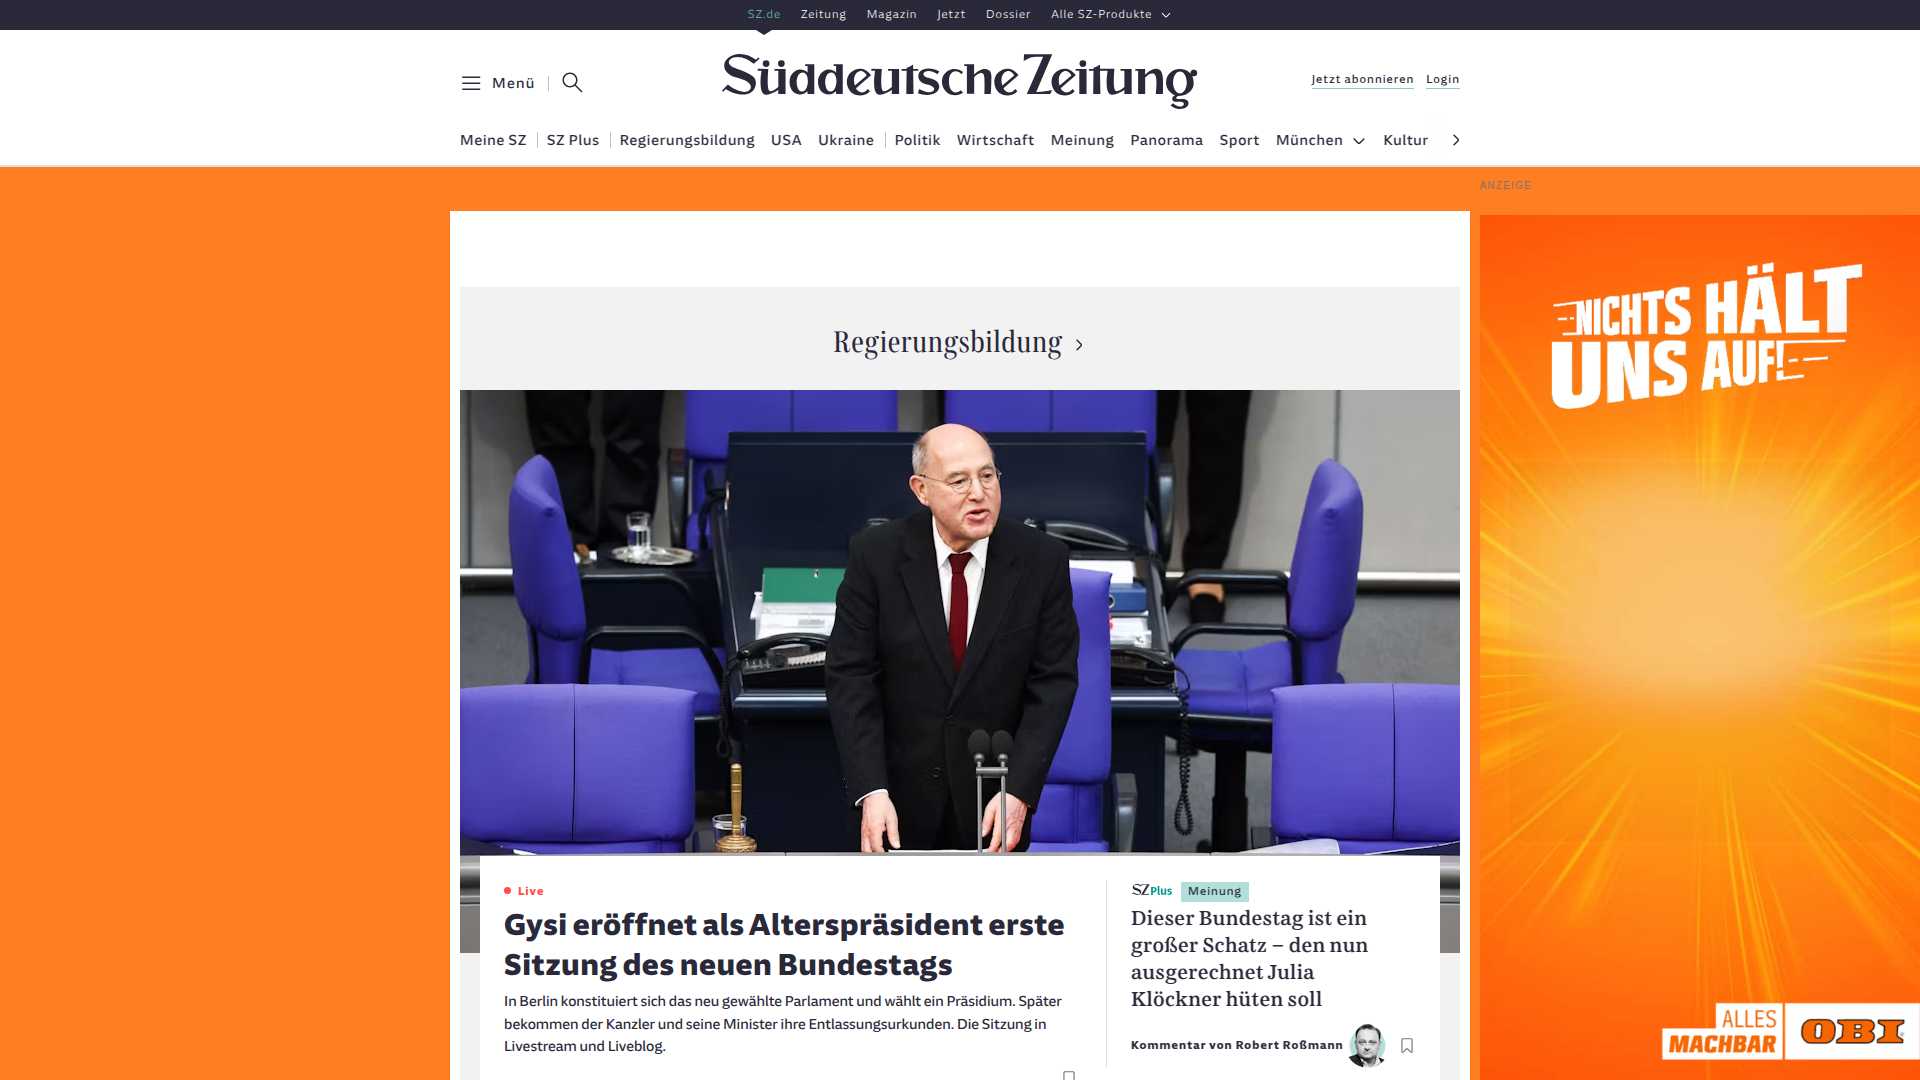 SZ.de Zeitung Magazin Jetzt Dossier Alle SZ-Produkte
Menü
Süddeutsche Zeitung
Jetzt abonnieren Login
Meine SZ SZ Plus Regierungsbildung USA Ukraine Politik Wirtschaft Meinung Panorama Sport München Kultur
ANZEIGE
NICHTS HÄLT
UNS AUF!
Regierungsbildung
Live
Gysi eröffnet als Alterspräsident erste
Sitzung des neuen Bundestags
In Berlin konstituiert sich das neu gewählte Parlament und wählt ein Präsidium. Später
bekommen der Kanzler und seine Minister ihre Entlassungsurkunden. Die Sitzung in
Livestream und Liveblog.
SZ Plus Meinung
Dieser Bundestag ist ein
großer Schatz – den nun
ausgerechnet Julia
Klöckner hüten soll
Kommentar von Robert Roßmann
ALLES
MACHBAR
OBI